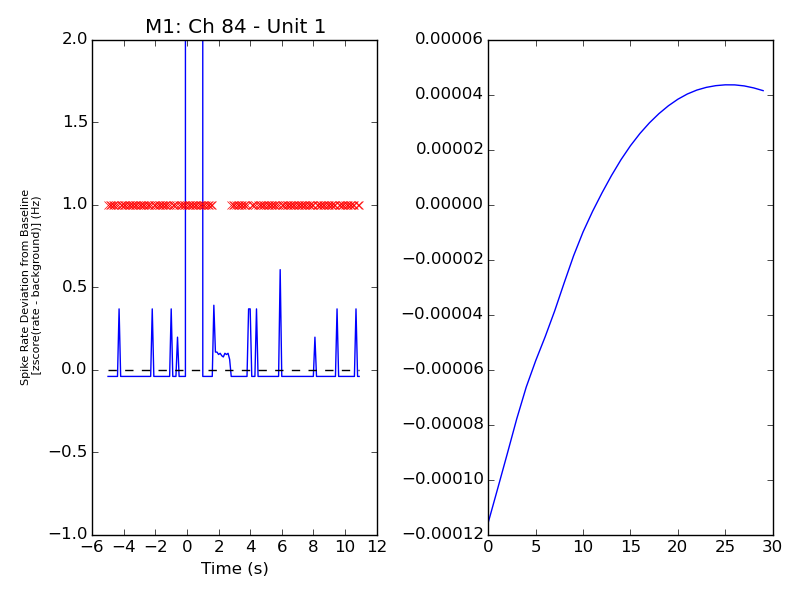 M1: Ch 84 - Unit 1
2.0
1.5
1.0
0.5
0.0
−0.5
−1.0
−6 −4 −2 0 2 4 6 8 10 12
Time (s)
Spike Rate Deviation from Baseline
[zscore(rate - background)] (Hz)
0.00006
0.00004
0.00002
0.00000
−0.00002
−0.00004
−0.00006
−0.00008
−0.00010
−0.00012
0 5 10 15 20 25 30